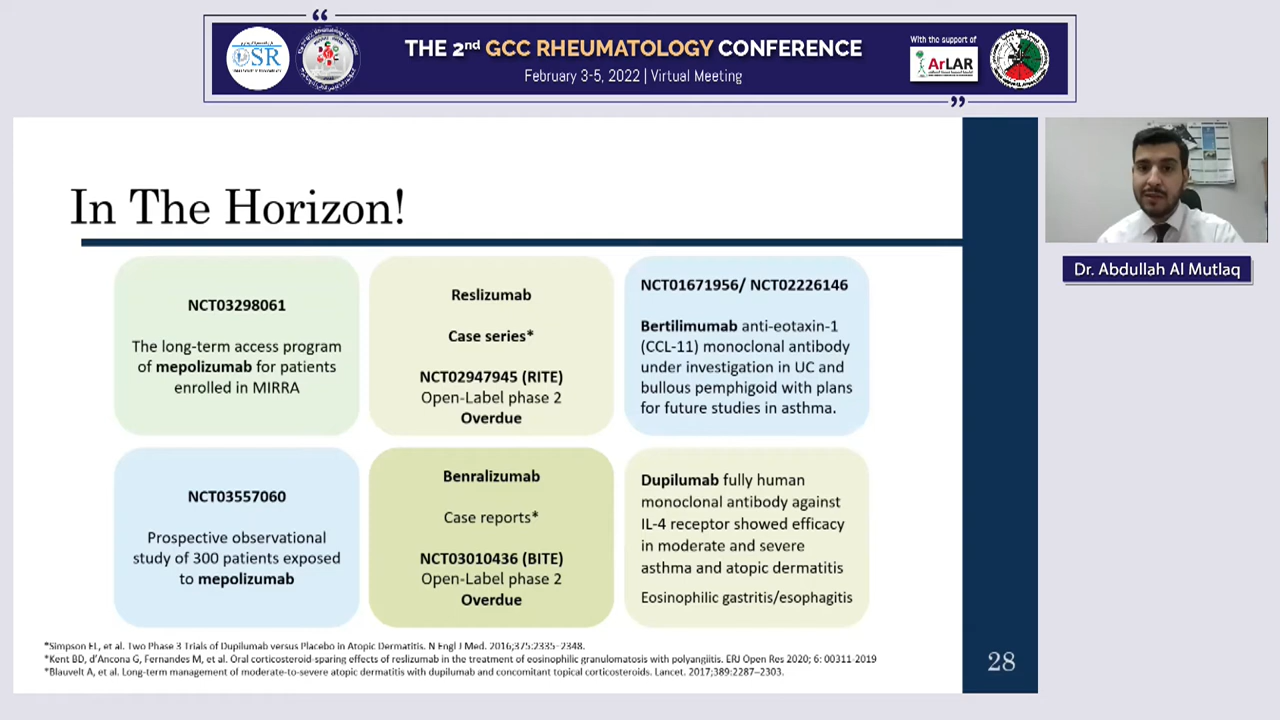 “
THE 2nd GCC RHEUMATOLOGY CONFERENCE
February 3-5, 2022 | Virtual Meeting
OSR
With the support of
ArLAR
”
In The Horizon!
NCT03298061
The long-term access program
of mepolizumab for patients
enrolled in MIRRA
Reslizumab
Case series*
NCT02947945 (RITE)
Open-Label phase 2
Overdue
NCT01671956/ NCT02226146
Bertilimumab anti-eotaxin-1
(CCL-11) monoclonal antibody
under investigation in UC and
bullous pemphigoid with plans
for future studies in asthma.
NCT03557060
Prospective observational
study of 300 patients exposed
to mepolizumab
Benralizumab
Case reports*
NCT03010436 (BITE)
Open-Label phase 2
Overdue
Dupilumab fully human
monoclonal antibody against
IL-4 receptor showed efficacy
in moderate and severe
asthma and atopic dermatitis
Eosinophilic gastritis/esophagitis
*Simpson EL, et al. Two Phase 3 Trials of Dupilumab versus Placebo in Atopic Dermatitis. N Engl J Med. 2016;375:2335–2348.
*Kent BD, d’Ancona G, Fernandes M, et al. Oral corticosteroid-sparing effects of reslizumab in the treatment of eosinophilic granulomatosis with polyangiitis. ERJ Open Res 2020; 6: 00311-2019
*Blauvelt A, et al. Long-term management of moderate-to-severe atopic dermatitis with dupilumab and concomitant topical corticosteroids. Lancet. 2017;389:2287–2303.
28
Dr. Abdullah Al Mutlaq